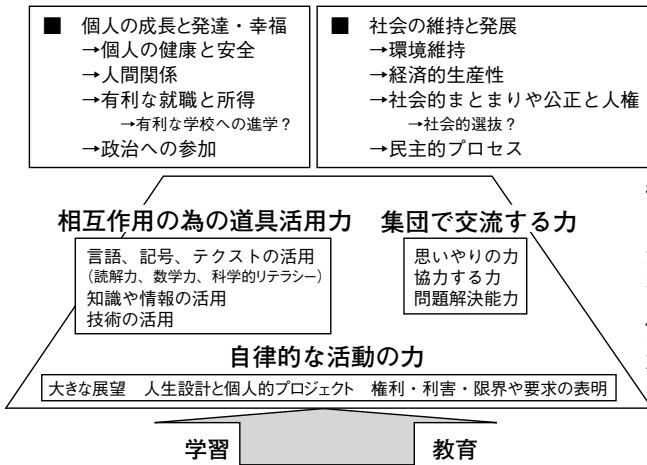 ■ 個人の成長と発達・幸福
→個人の健康と安全
→人間関係
→有利な就職と所得
→有利な学校への進学？
→政治への参加
■ 社会の維持と発展
→環境維持
→経済的生産性
→社会的まとまりや公正と人権
→社会的選抜？
→民主的プロセス
相互作用の為の道具活用力
言語、記号、テクストの活用
（読解力、数学力、科学的リテラシー）
知識や情報の活用
技術の活用
集団で交流する力
思いやりの力
協力する力
問題解決能力
自律的な活動の力
大きな展望 人生設計と個人的プロジェクト 権利・利害・限界や要求の表明
学習 教育